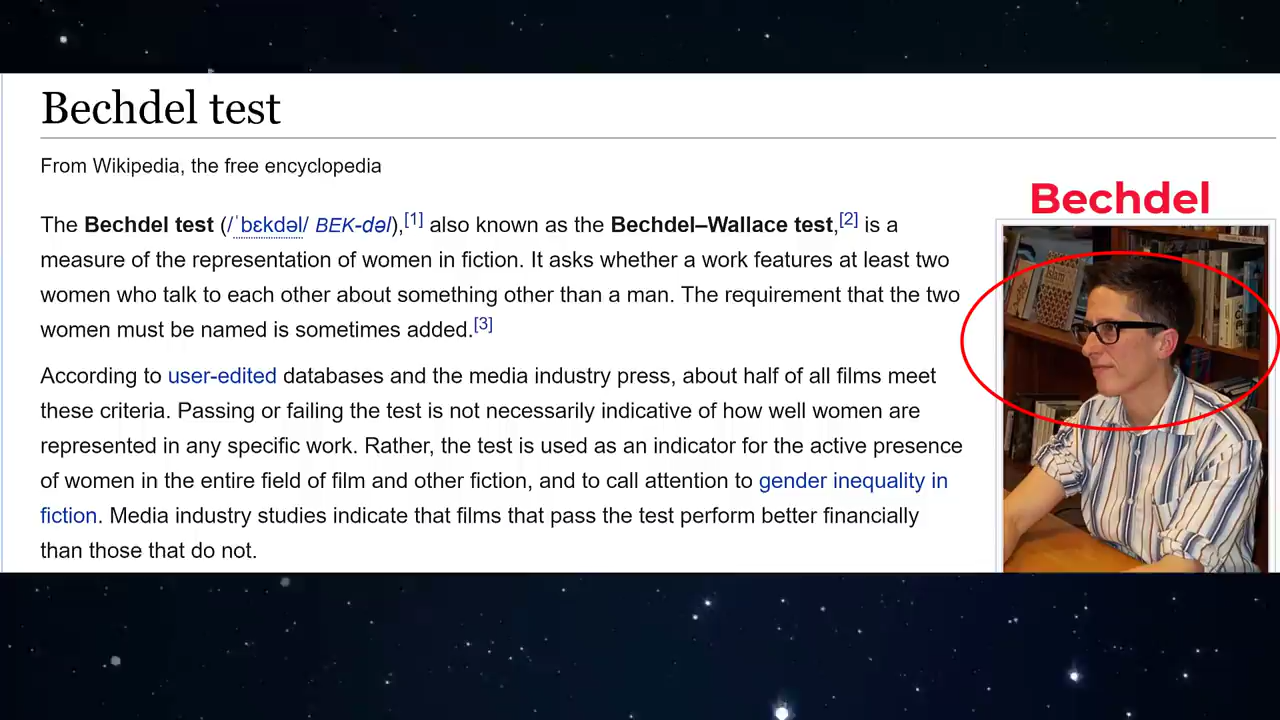 Bechdel test
From Wikipedia, the free encyclopedia
Bechdel
The Bechdel test (/ˈbɛkdəl/ BEK-dəl),[1] also known as the Bechdel–Wallace test,[2] is a
measure of the representation of women in fiction. It asks whether a work features at least two
women who talk to each other about something other than a man. The requirement that the two
women must be named is sometimes added.[3]
According to user-edited databases and the media industry press, about half of all films meet
these criteria. Passing or failing the test is not necessarily indicative of how well women are
represented in any specific work. Rather, the test is used as an indicator for the active presence
of women in the entire field of film and other fiction, and to call attention to gender inequality in
fiction. Media industry studies indicate that films that pass the test perform better financially
than those that do not.